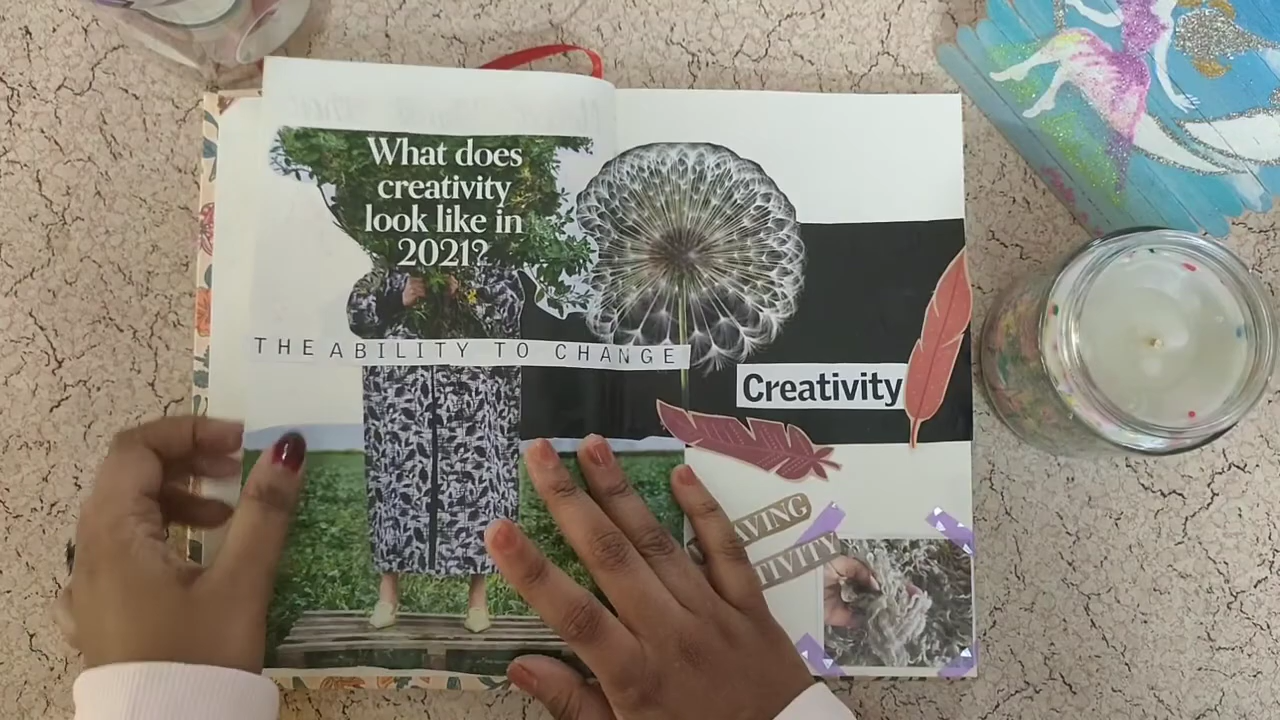 What does
creativity
look like in
2021?
THE ABILITY TO CHANGE
Creativity